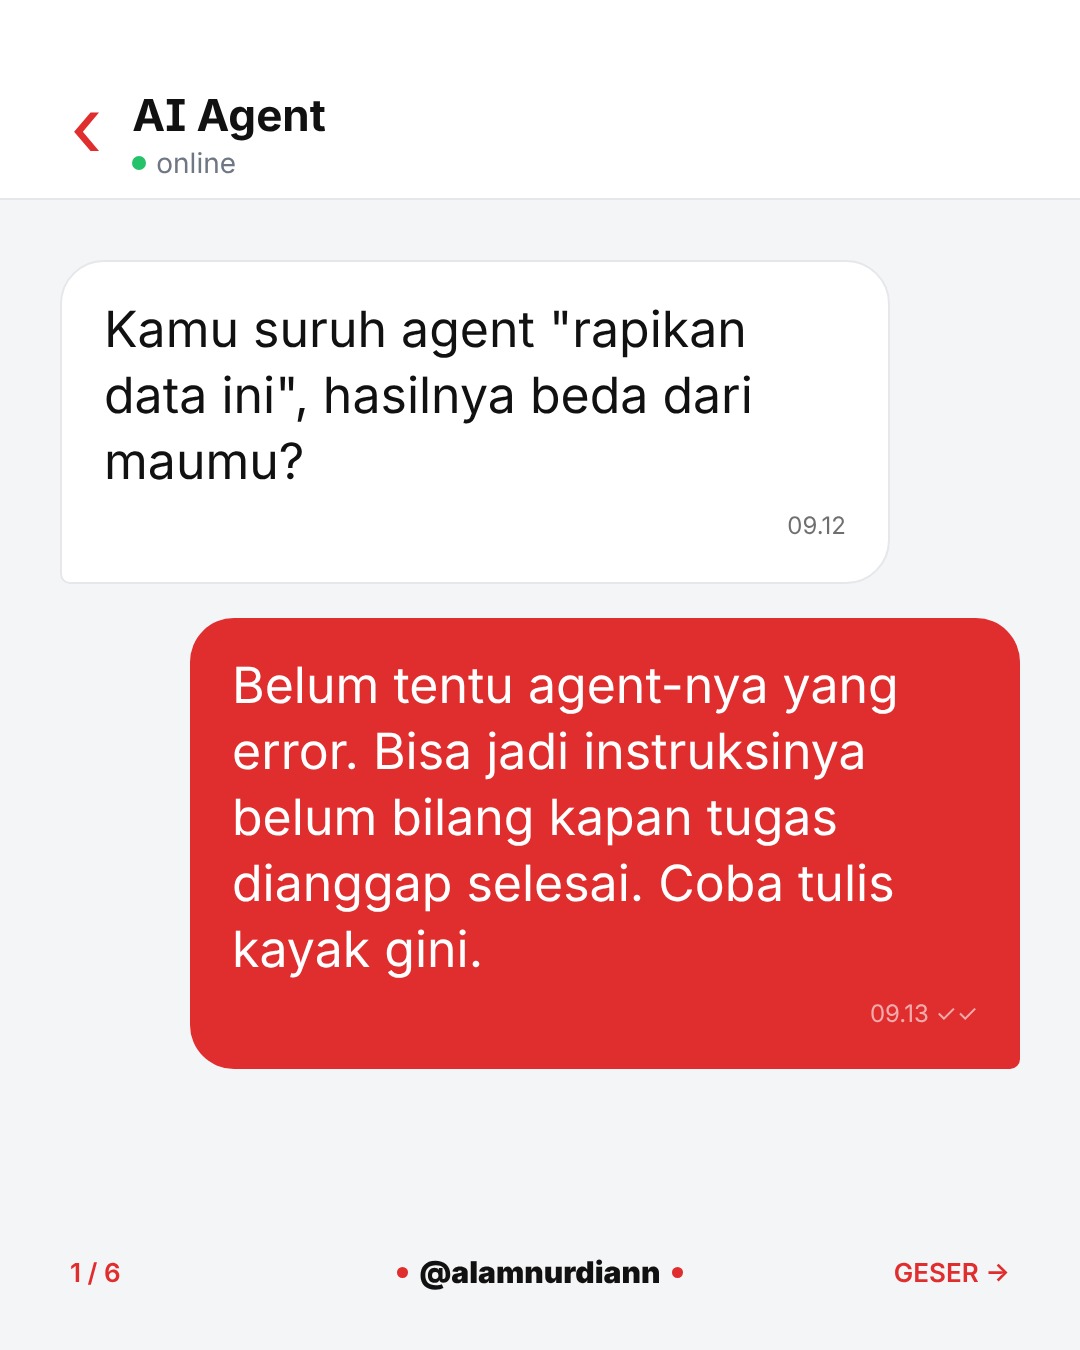 AI Agent
online
Kamu suruh agent "rapikan
data ini", hasilnya beda dari
maumu?
09.12
Belum tentu agent-nya yang
error. Bisa jadi instruksinya
belum bilang kapan tugas
dianggap selesai. Coba tulis
kayak gini.
09.13 ✓✓
1 / 6
• @alamnurdiann •
GESER →